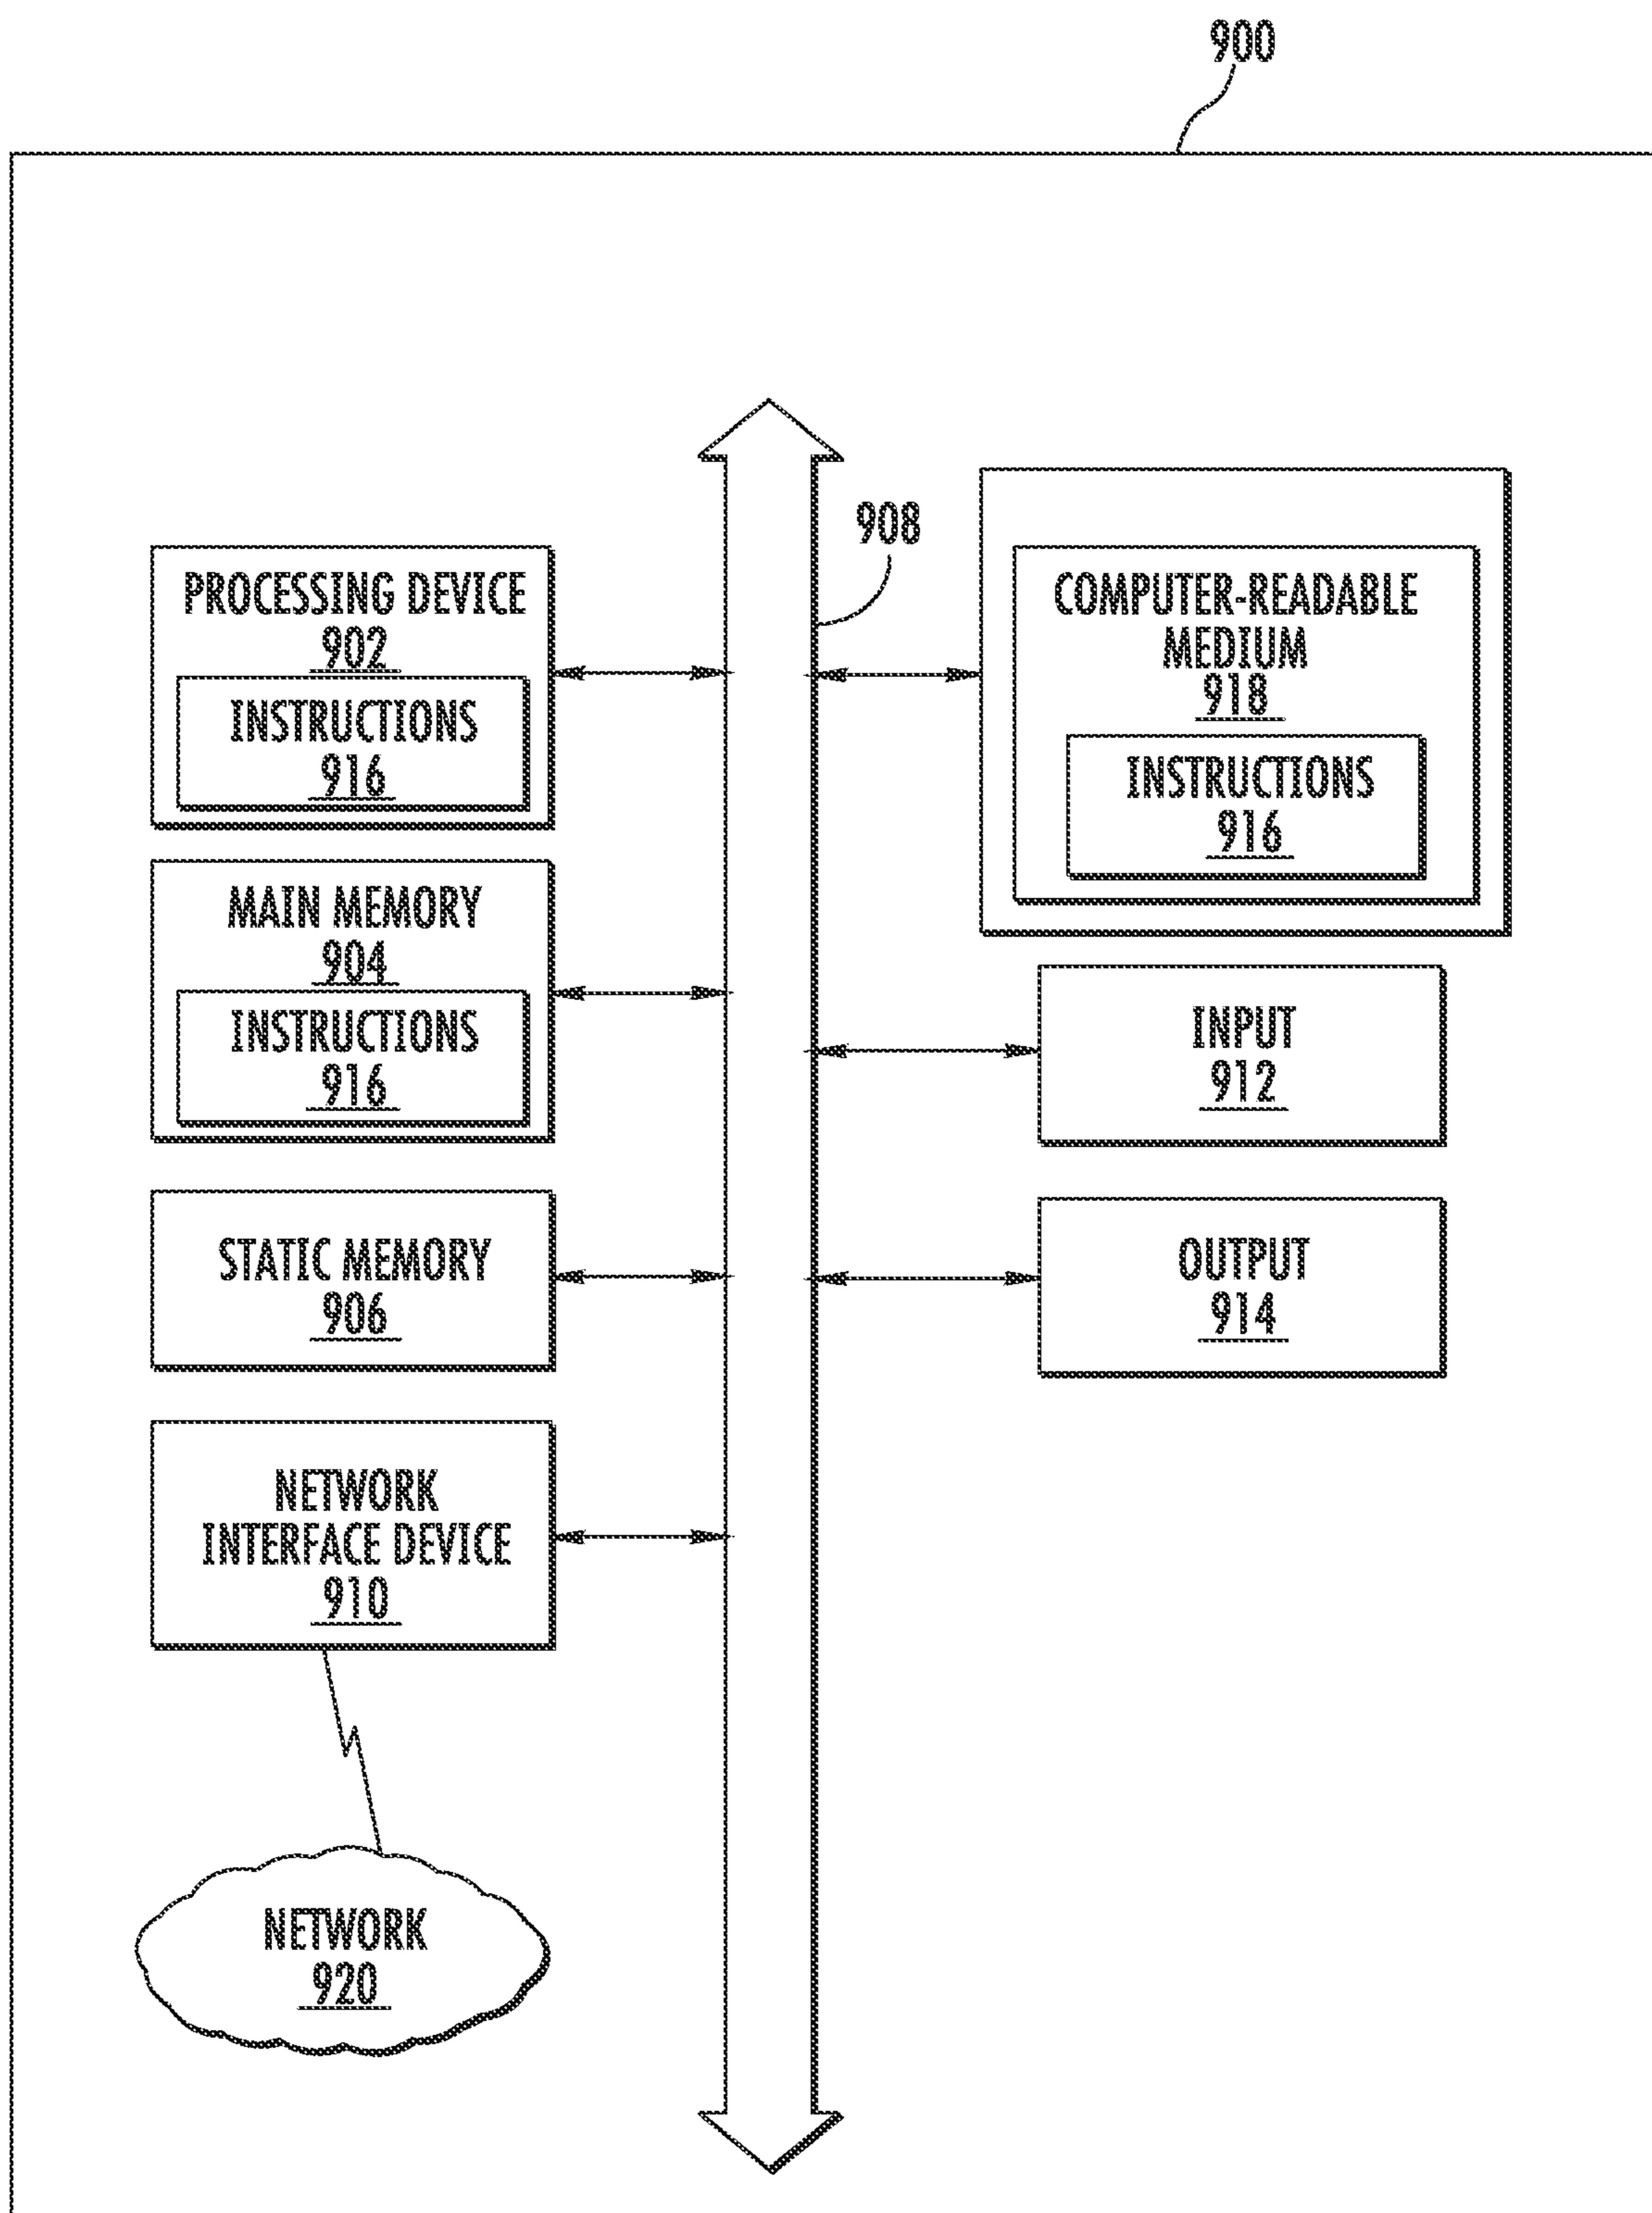 900
908
PROCESSING DEVICE
902
INSTRUCTIONS
916
MAIN MEMORY
904
INSTRUCTIONS
916
STATIC MEMORY
906
NETWORK
INTERFACE DEVICE
910
NETWORK
920
COMPUTER-READABLE
MEDIUM
918
INSTRUCTIONS
916
INPUT
912
OUTPUT
914